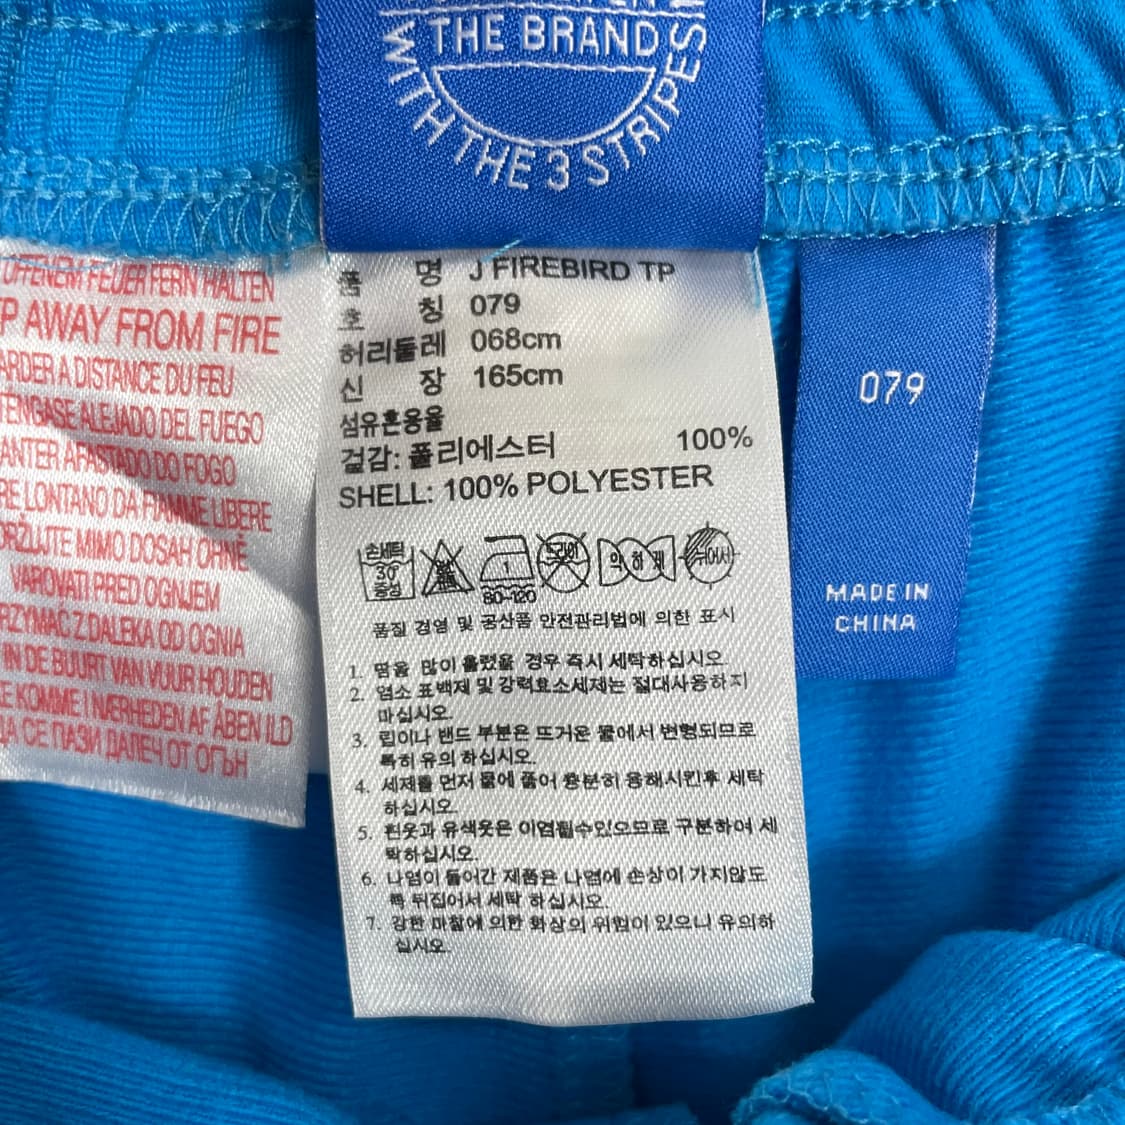 THE BRAND
WITH THE 3 STRIPES
KEEP AWAY FROM FIRE
ARDER A DISTANCE DU FEU
TENGASE ALEJADO DEL FUEGO
ANTER AFASTADO DO FOGO
RE LONTANO DA FIAMME LIBERE
DRŽUJTE MIMO DOSAH OHNĚ
VAROVATI PRED OGNJEM
RZYMAC Z DALEKA OD OGNIA
IN DE BUURT VAN VUUR HOUDEN
E KOMME I NÆRHEDEN AF ÅBEN ILD
ДА СЕ ПАЗИ ДАЛЕЧ ОТ ОГЪН
품 명 J FIREBIRD TP
호 칭 079
허리둘레 068cm
신 장 165cm
섬유혼용율
겉감: 폴리에스터 100%
SHELL: 100% POLYESTER
손세탁 30° 중성 80~120 드라이 약하게 뉘어서
품질 경영 및 공산품 안전관리법에 의한 표시
1. 땀을 많이 흘렸을 경우 즉시 세탁하십시오.
2. 염소 표백제 및 강력효소세제는 절대사용하지
마십시오.
3. 립이나 밴드 부분은 뜨거운 물에서 변형되므로
특히 유의 하십시오.
4. 세제를 먼저 물에 풀어 충분히 용해시킨후 세탁
하십시오.
5. 흰옷과 유색옷은 이염될수있으므로 구분하여 세
탁하십시오.
6. 나염이 들어간 제품은 나염에 손상이 가지않도
록 뒤집어서 세탁 하십시오.
7. 강한 마찰에 의한 화상의 위험이 있으니 유의하
십시오.
079
MADE IN
CHINA